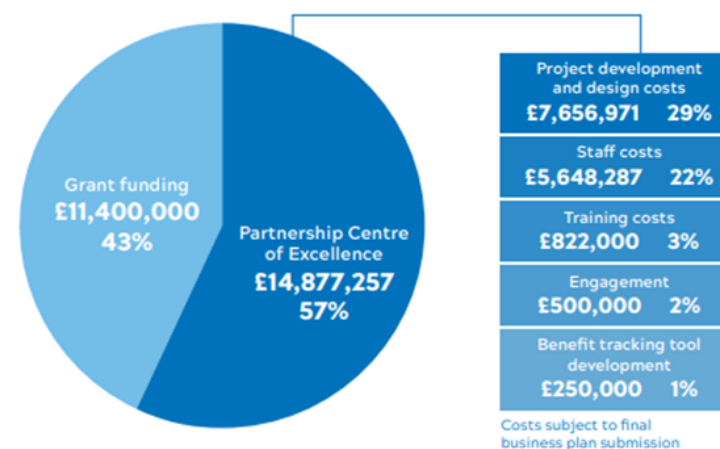 Grant funding
£11,400,000
43%
Partnership Centre
of Excellence
£14,877,257
57%
Project development
and design costs
£7,656,971 29%
Staff costs
£5,648,287 22%
Training costs
£822,000 3%
Engagement
£500,000 2%
Benefit tracking tool
development
£250,000 1%
Costs subject to final
business plan submission